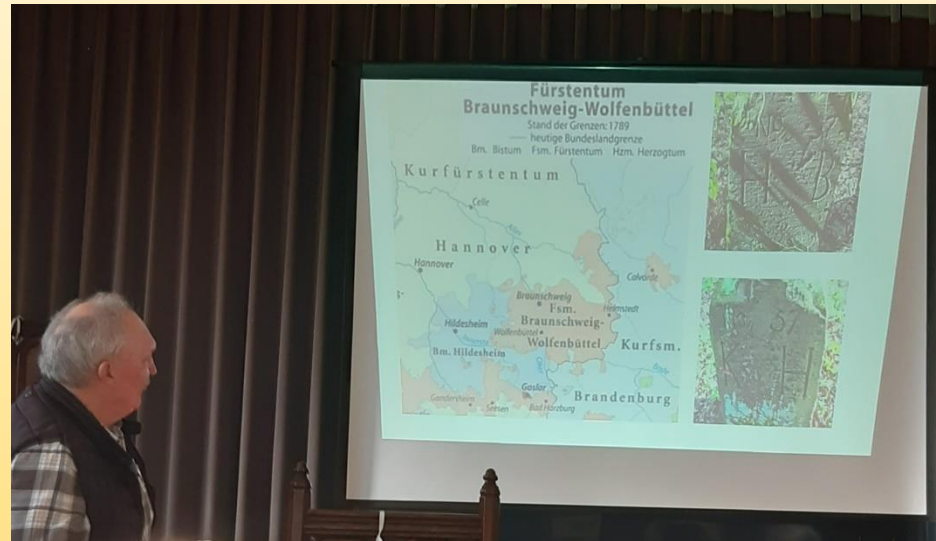 Fürstentum
Braunschweig-Wolfenbüttel
Stand der Grenzen: 1789
heutige Bundeslandgrenze
Bm. Bistum Fsm. Fürstentum Hzm. Herzogtum
Kurfürstentum
Celle
Hannover
Hannover
Calvörde
Braunschweig
Helmstedt
Fsm.
Braunschweig-
Wolfenbüttel
Wolfenbüttel
Hildesheim
Kurfsm.
Bm. Hildesheim
Goslar
Brandenburg
Gandersheim
Seesen
Bad Harzburg
H B
57
H